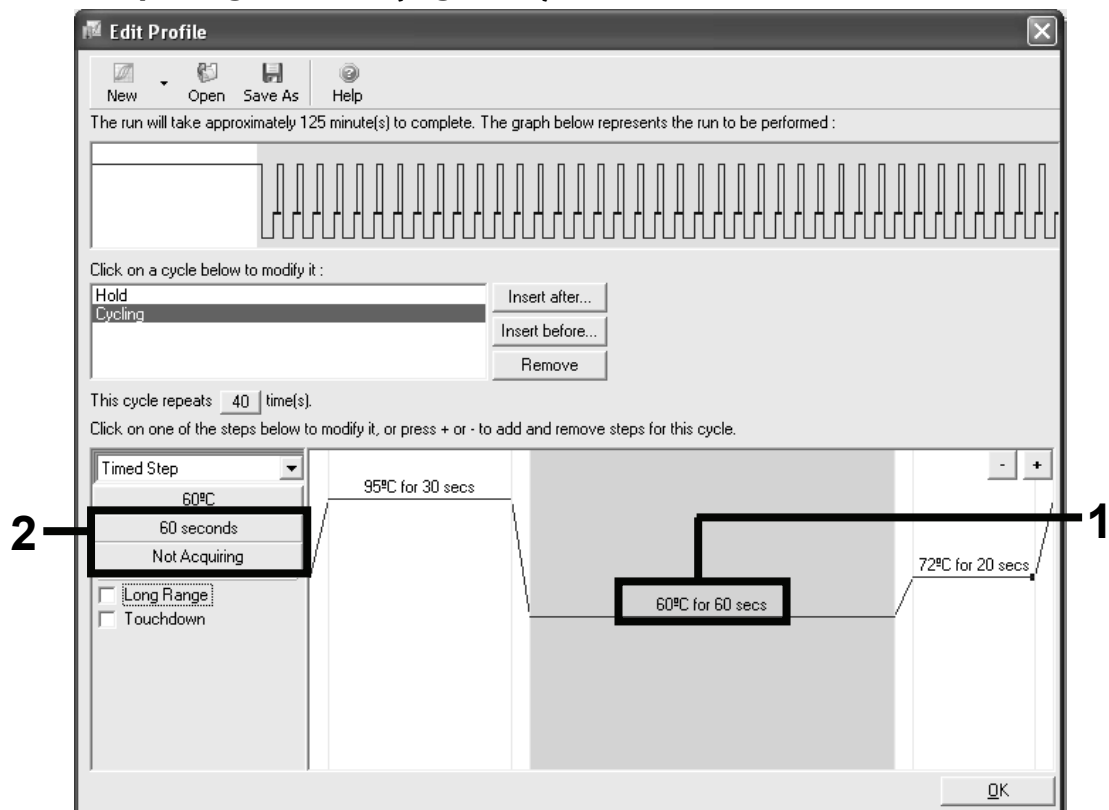 Edit Profile
New Open Save As Help
The run will take approximately 125 minute(s) to complete. The graph below represents the run to be performed :
Click on a cycle below to modify it :
Hold
Cycling
Insert after...
Insert before...
Remove
This cycle repeats 40 time(s).
Click on one of the steps below to modify it, or press + or - to add and remove steps for this cycle.
Timed Step
60ºC
60 seconds
Not Acquiring
Long Range
Touchdown
2
95ºC for 30 secs
60ºC for 60 secs
72ºC for 20 secs
- +
1
OK